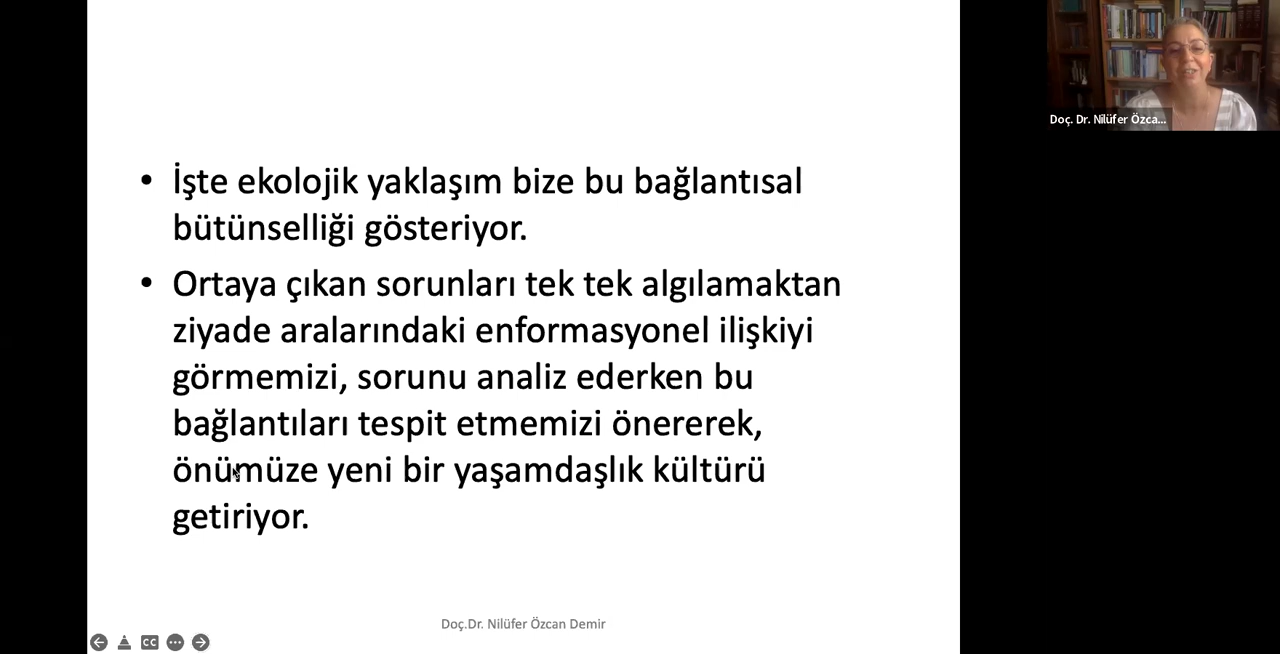 • İşte ekolojik yaklaşım bize bu bağlantısal
bütünselliği gösteriyor.
• Ortaya çıkan sorunları tek tek algılamaktan
ziyade aralarındaki enformasyonel ilişkiyi
görmemizi, sorunu analiz ederken bu
bağlantıları tespit etmemizi önererek,
önümüze yeni bir yaşamdaşlık kültürü
getiriyor.
Doç.Dr. Nilüfer Özcan Demir
CC
Doç. Dr. Nilüfer Özca...